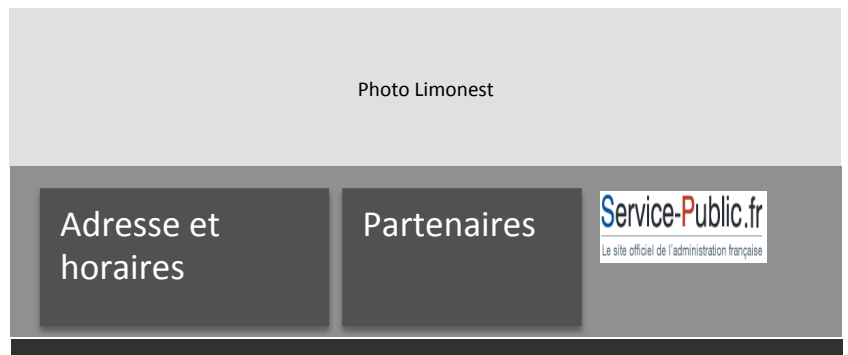 Photo Limonest
Adresse et
horaires
Partenaires
Service-Public.fr
Le site officiel de l'administration française